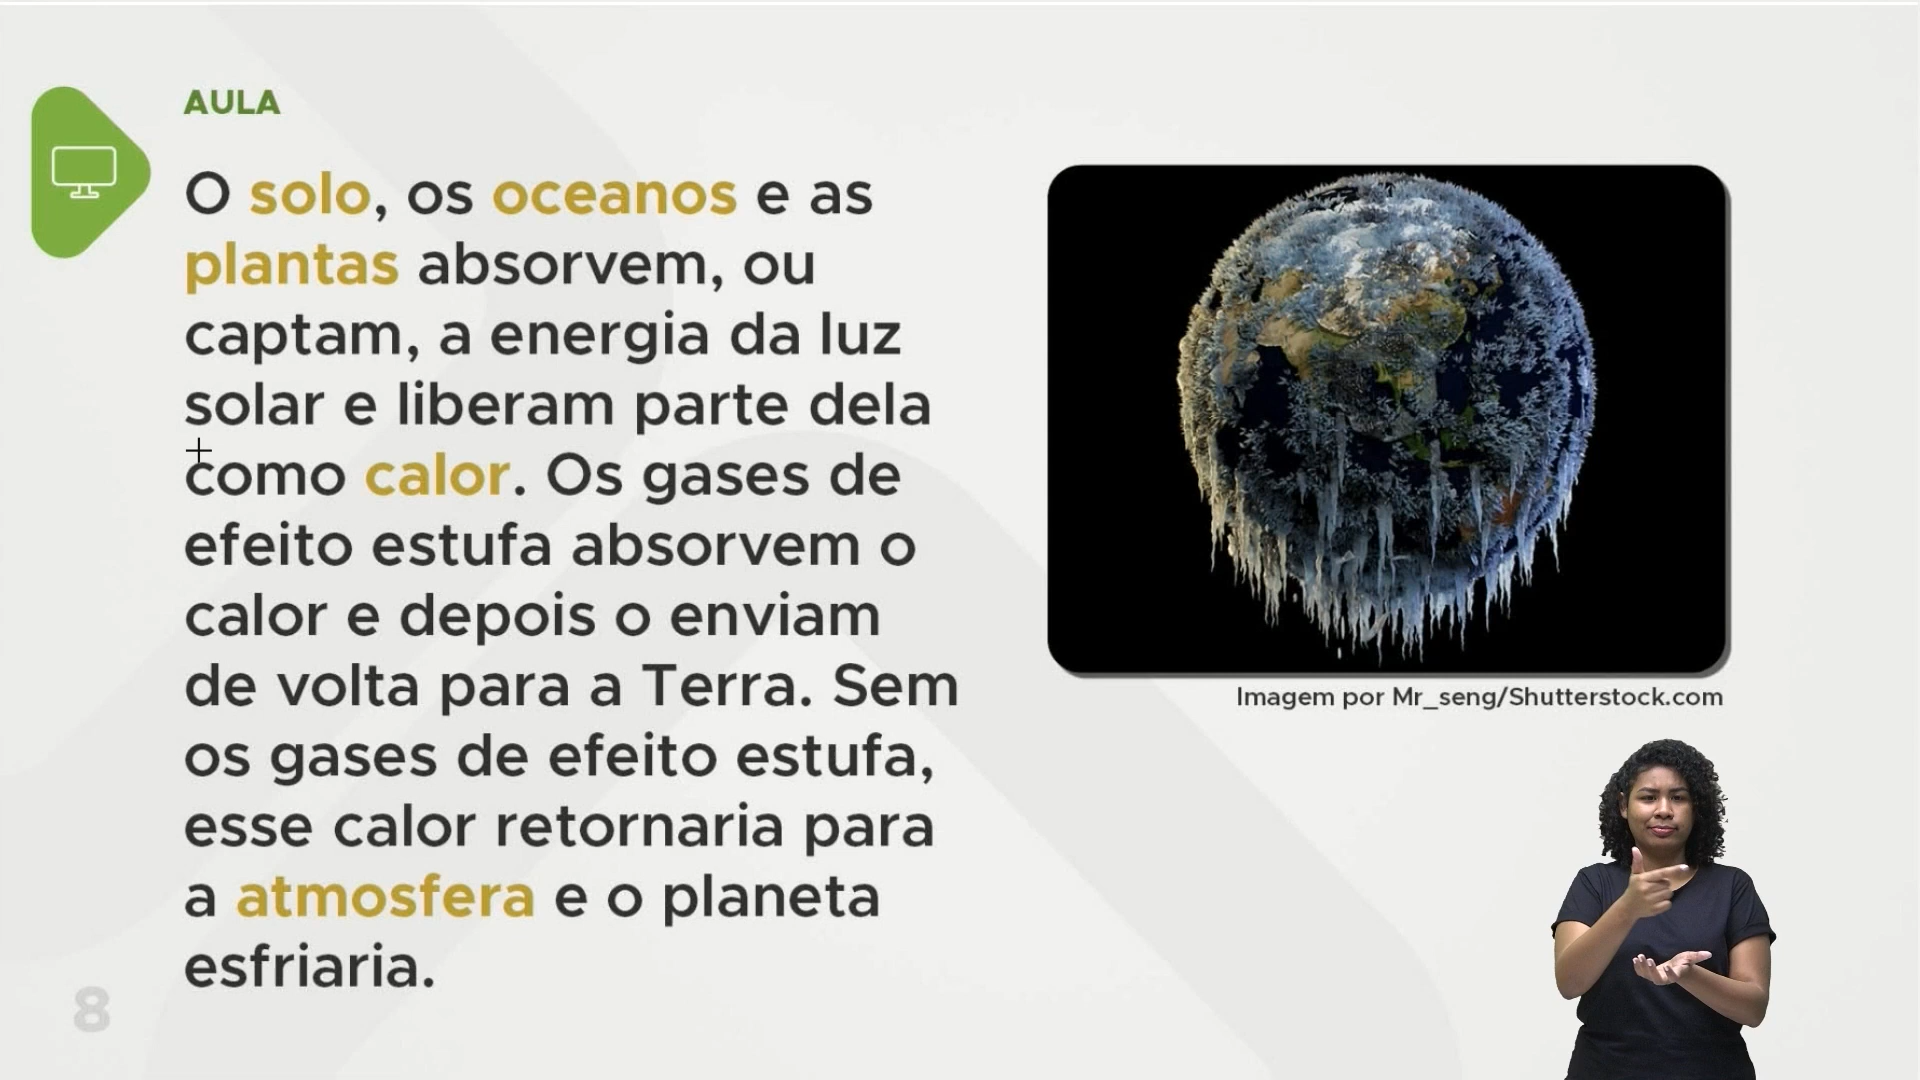 AULA
O solo, os oceanos e as
plantas absorvem, ou
captam, a energia da luz
solar e liberam parte dela
como calor. Os gases de
efeito estufa absorvem o
calor e depois o enviam
de volta para a Terra. Sem
os gases de efeito estufa,
esse calor retornaria para
a atmosfera e o planeta
esfriaria.
Imagem por Mr_seng/Shutterstock.com
8